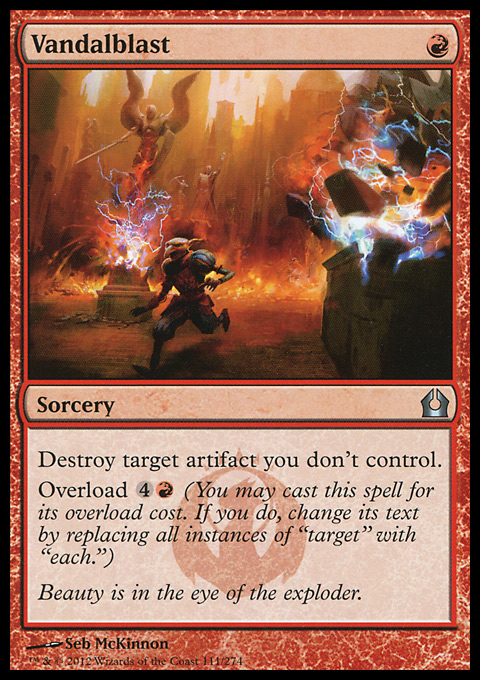 Vandalblast
Sorcery
Destroy target artifact you don't control.
Overload 4 (You may cast this spell for
its overload cost. If you do, change its text
by replacing all instances of “target” with
“each.”)
Beauty is in the eye of the exploder.
Seb McKinnon
™ & © 2012 Wizards of the Coast 111/274